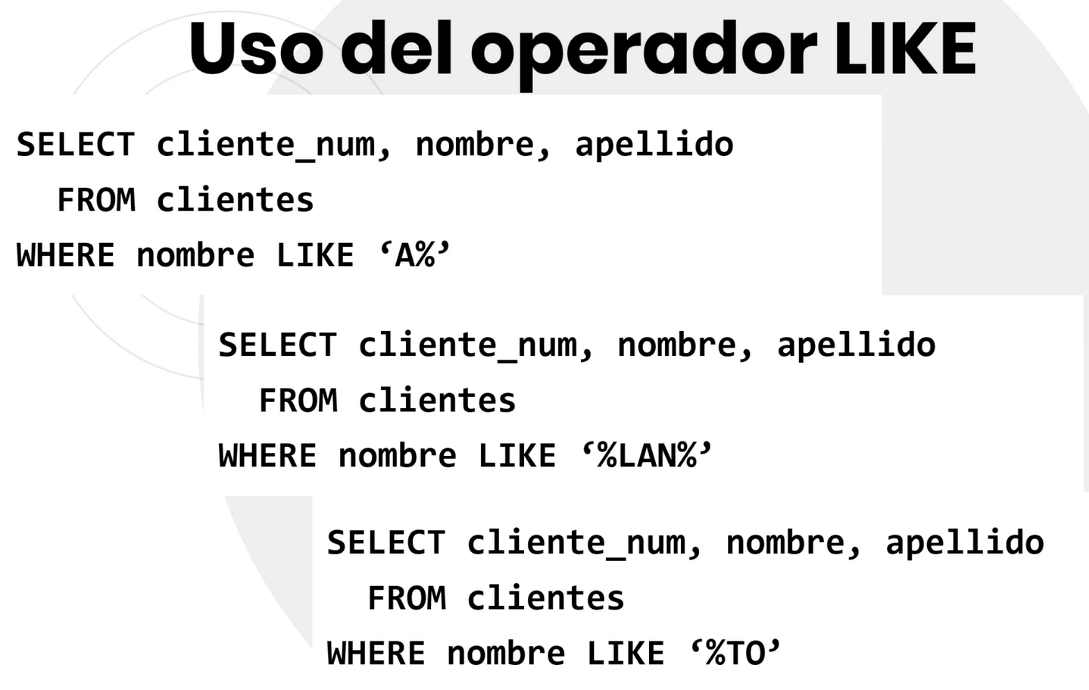 Uso del operador LIKE
SELECT cliente_num, nombre, apellido
FROM clientes
WHERE nombre LIKE ‘A%’
SELECT cliente_num, nombre, apellido
FROM clientes
WHERE nombre LIKE ‘%LAN%’
SELECT cliente_num, nombre, apellido
FROM clientes
WHERE nombre LIKE ‘%TO’